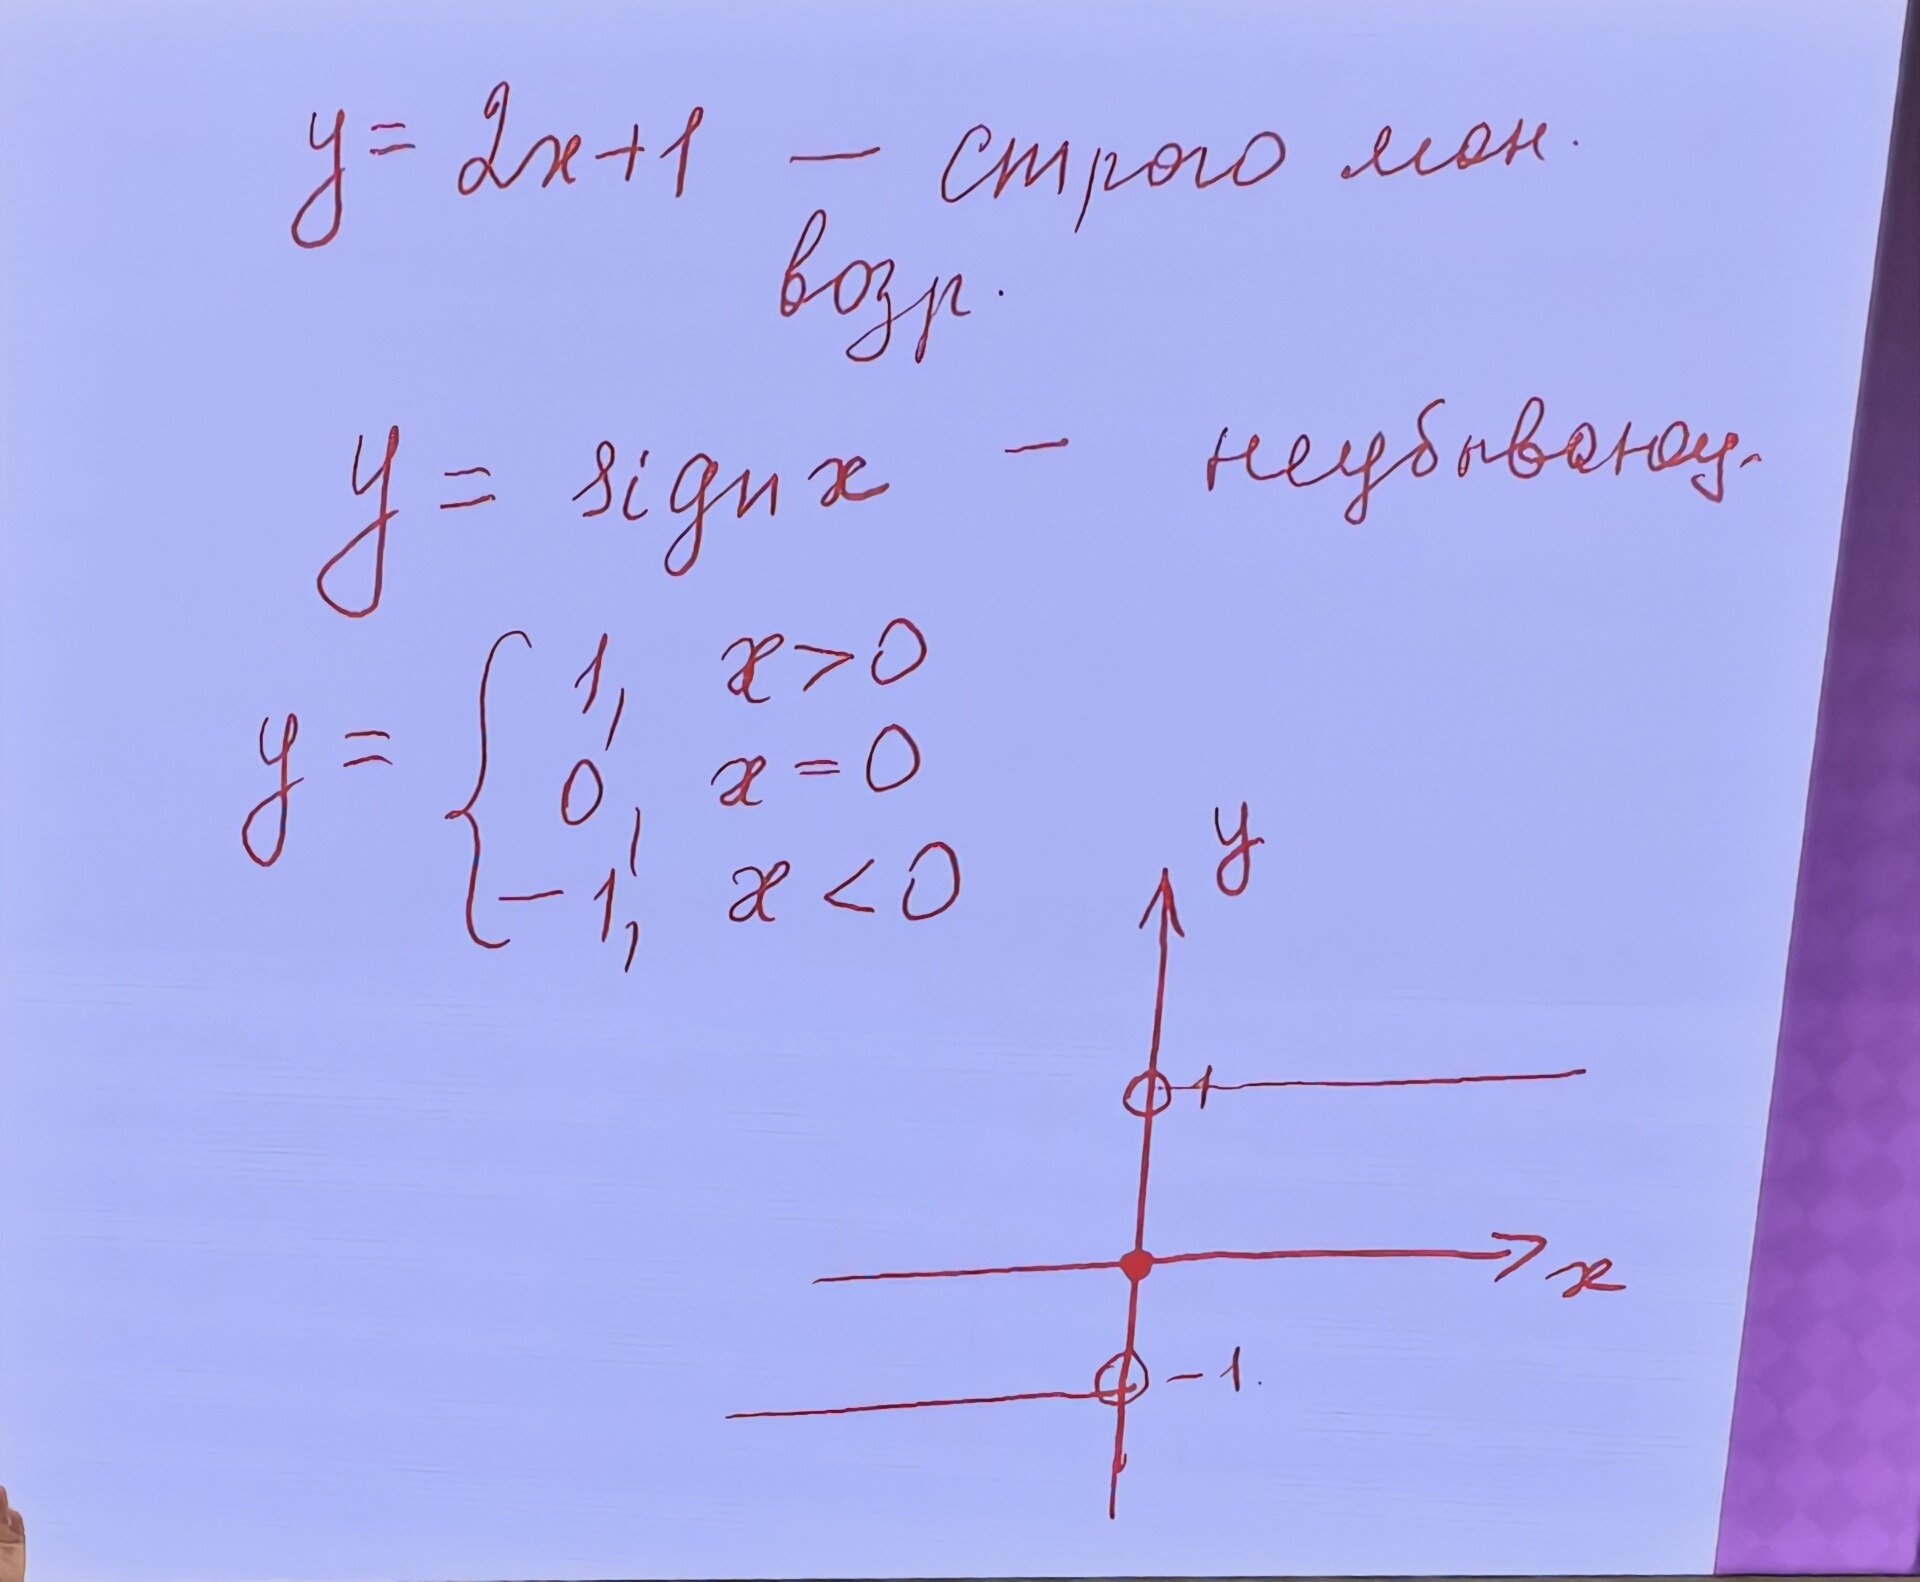 y = 2x+1 — строго мон.
возр.
y = sign x — неубывающ.
y = { 1, x > 0
0, x = 0
-1, x < 0
y
1
x
-1.